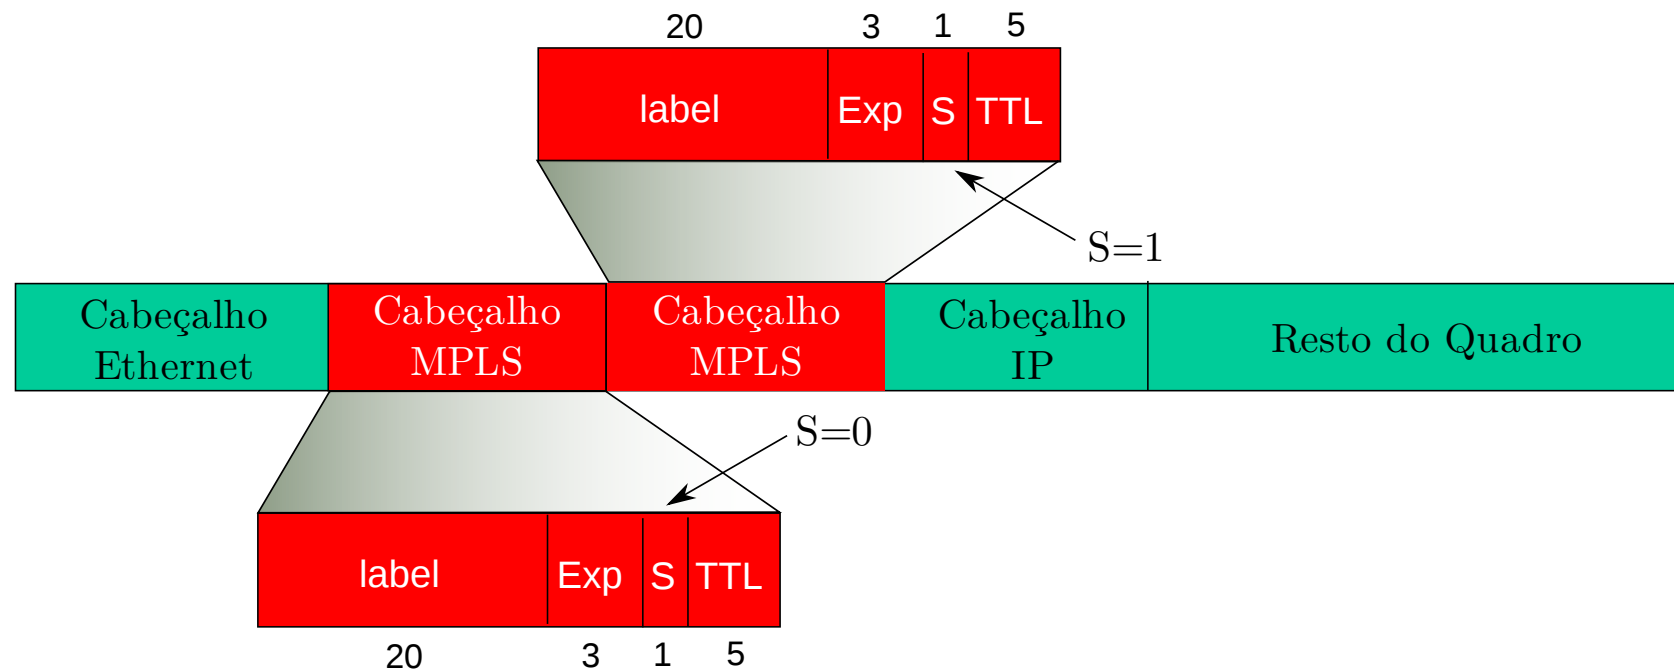 20 3 1 5
label Exp S TTL
S=1
Cabeçalho Cabeçalho Cabeçalho Cabeçalho
Ethernet MPLS MPLS IP
Resto do Quadro
S=0
label Exp S TTL
20 3 1 5